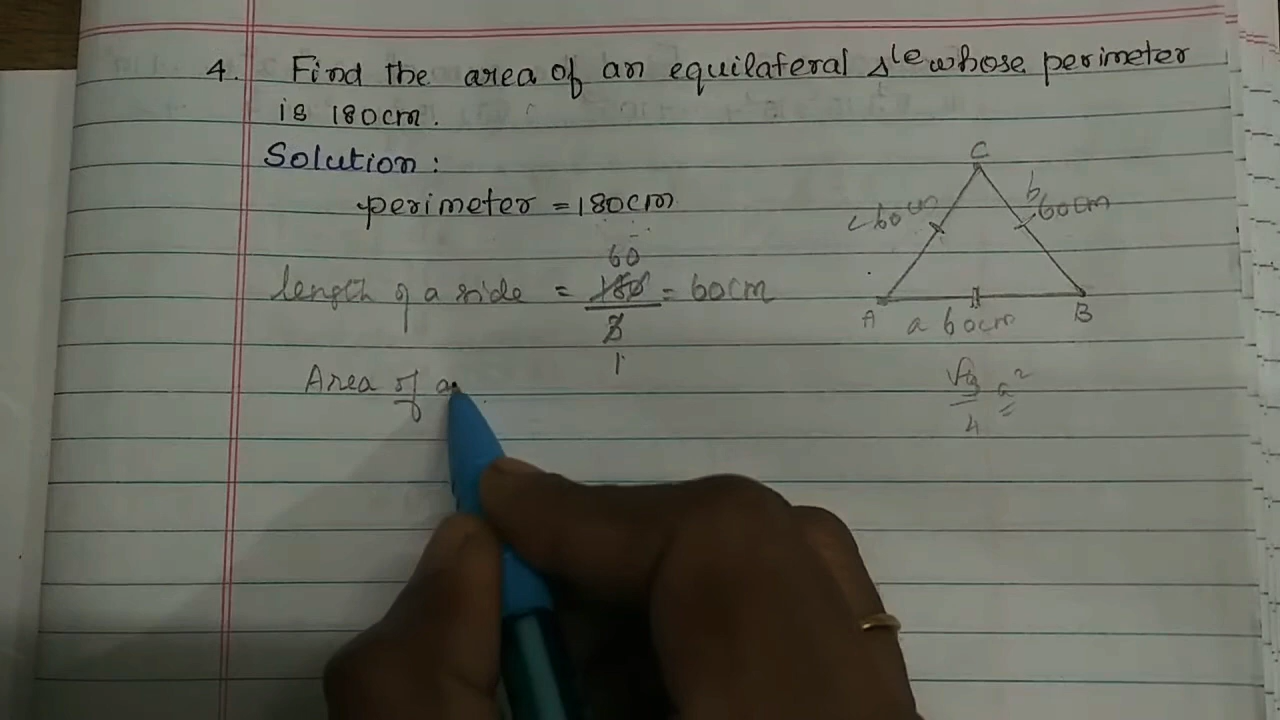 4. Find the area of an equilateral △le whose perimeter
is 180cm.
Solution:
perimeter = 180cm
length of a side = 180/3 = 60cm
60
1
Area of a
C
c 60cm
b 60cm
A
a 60cm
B
√3/4 a²